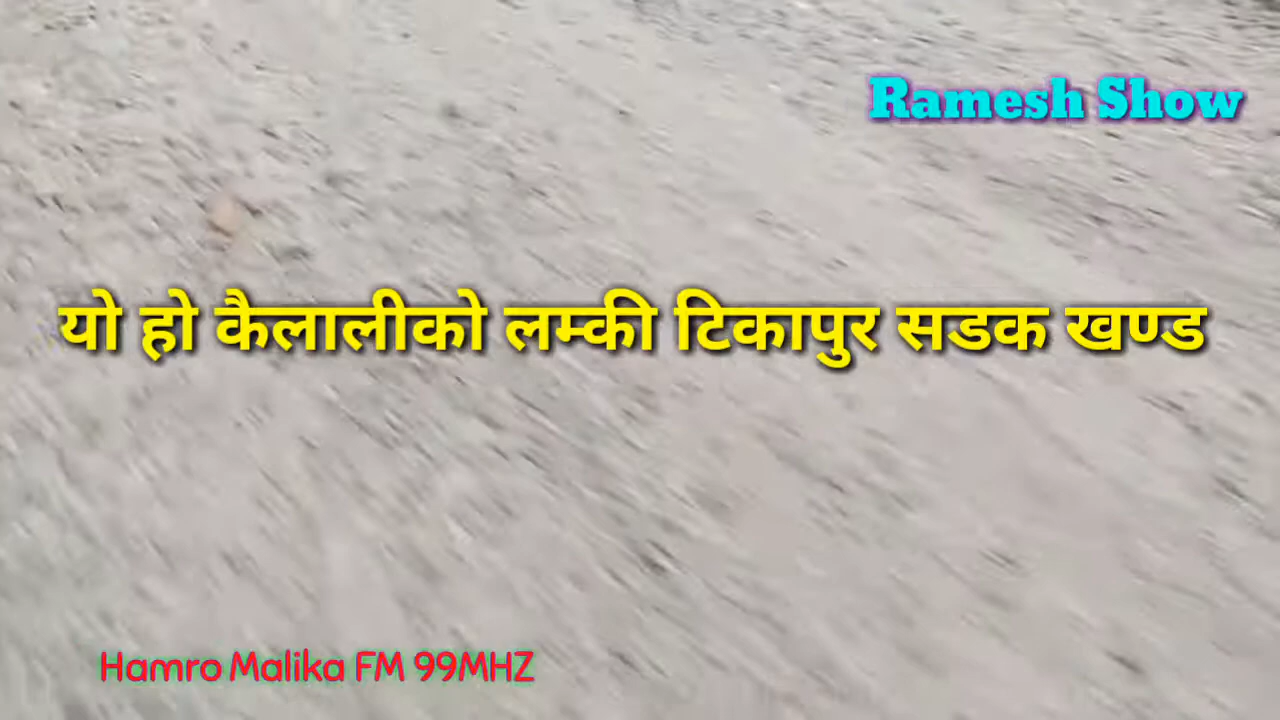 Ramesh Show
यो हो कैलालीको लम्की टिकापुर सडक खण्ड
Hamro Malika FM 99MHZ